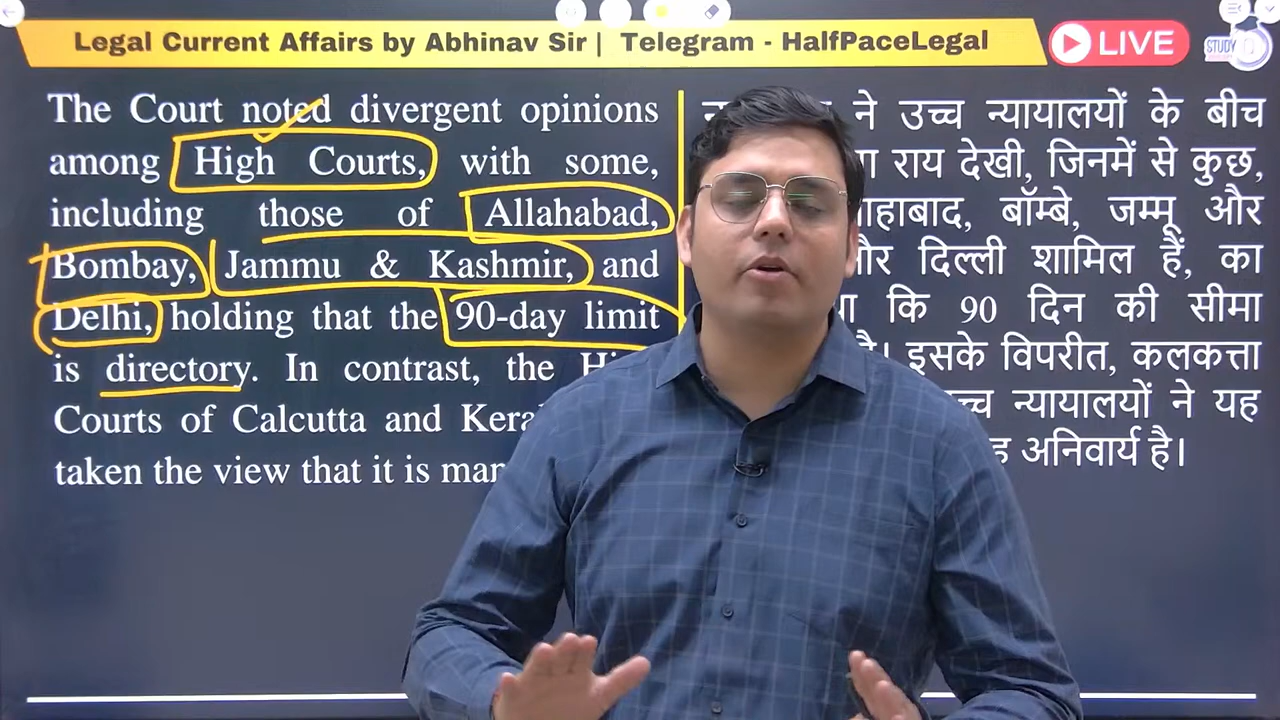 Legal Current Affairs by Abhinav Sir | Telegram - HalfPaceLegal
LIVE
STUDY
The Court noted divergent opinions
among High Courts, with some,
including those of Allahabad,
Bombay, Jammu & Kashmir, and
Delhi, holding that the 90-day limit
is directory. In contrast, the
Courts of Calcutta and
taken the view that it is
ने उच्च न्यायालयों के बीच
राय देखी, जिनमें से कुछ,
बॉम्बे, जम्मू और
दिल्ली शामिल हैं, का
कि 90 दिन की सीमा
है। इसके विपरीत, कलकत्ता
न्यायालयों ने यह
अनिवार्य है।